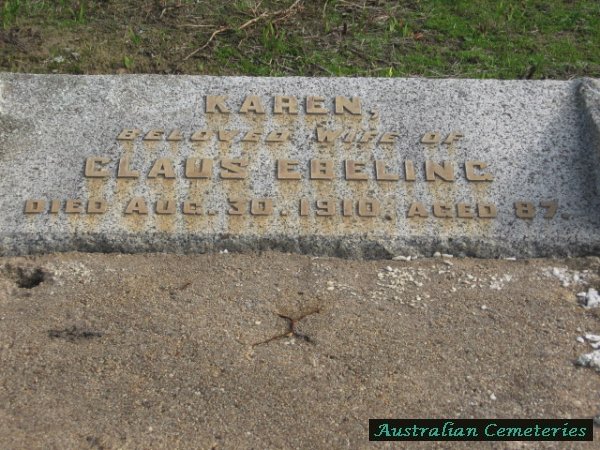 KAREN,
BELOVED WIFE OF
CLAUS EBELING
DIED AUG. 30. 1910, AGED 87.
Australian Cemeteries